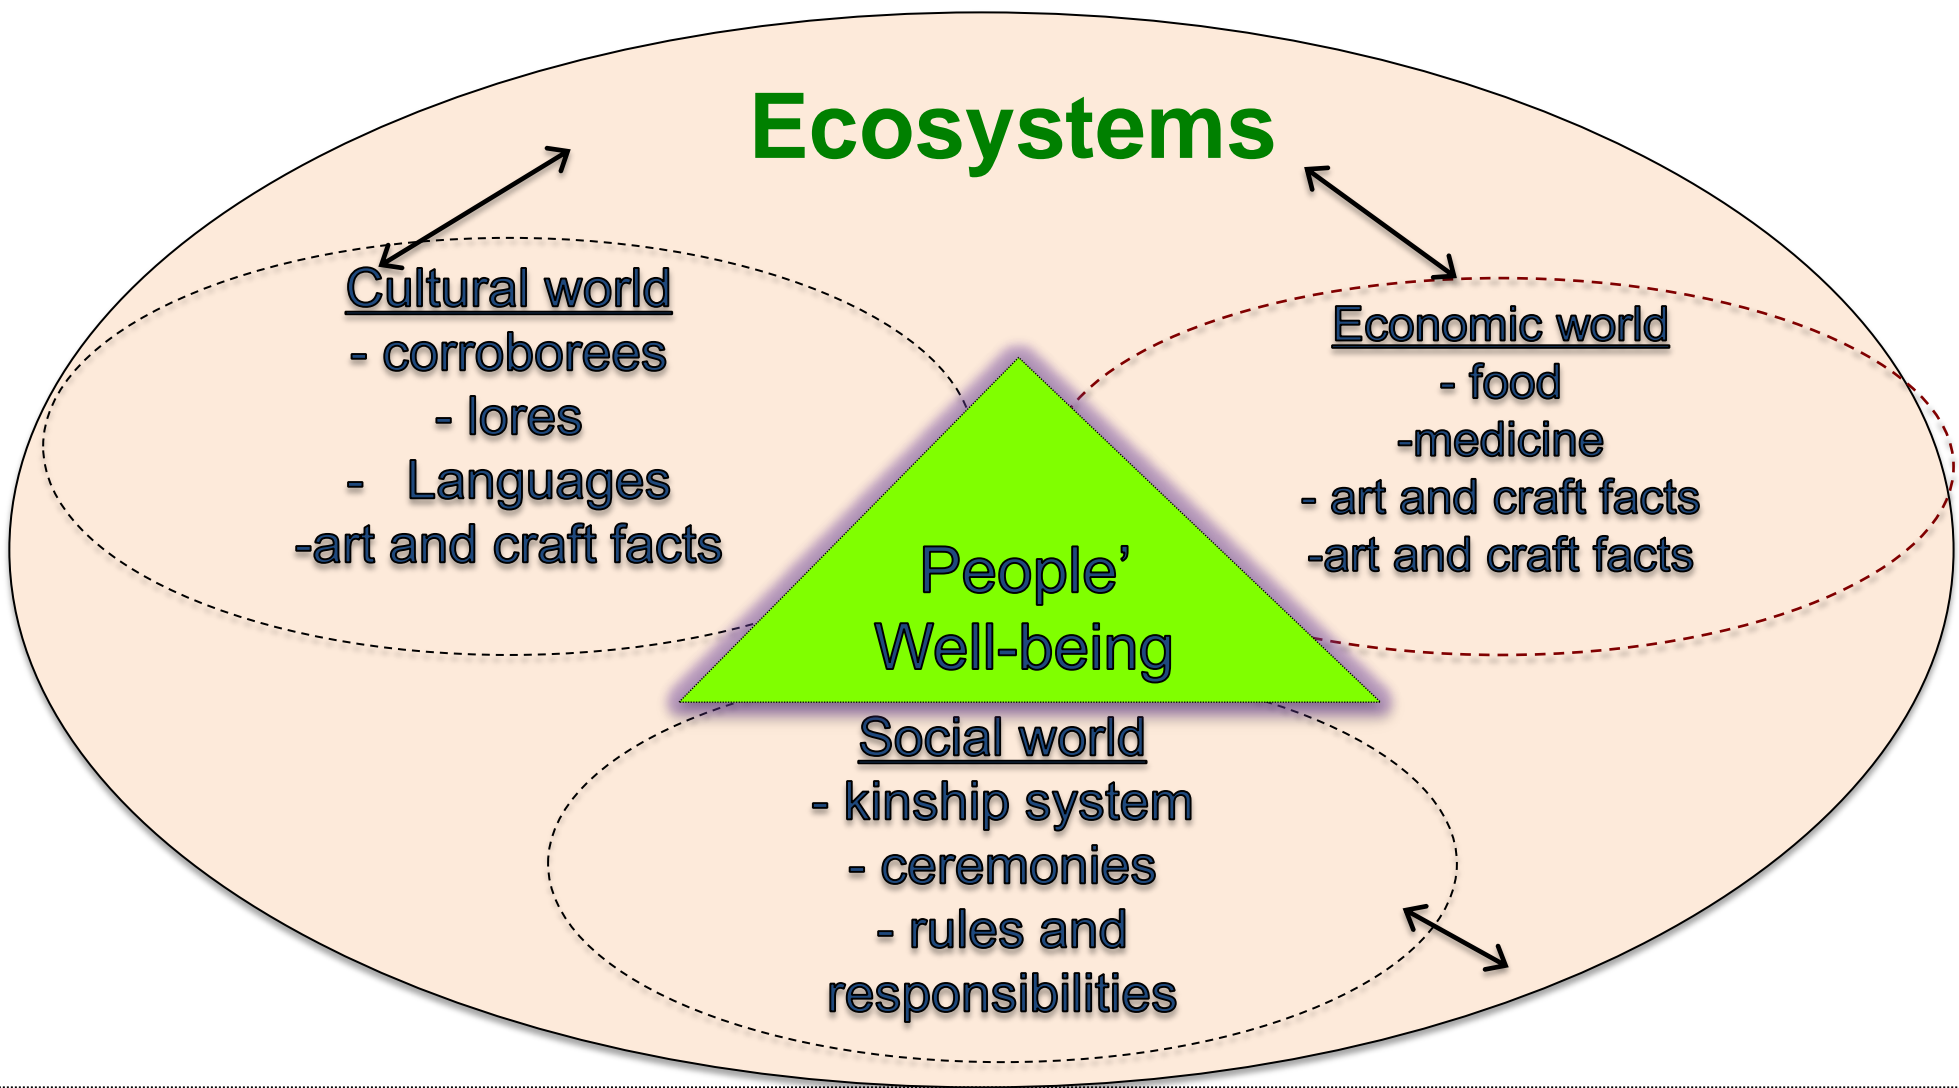 Ecosystems
Cultural world
- corroborees
- lores
- Languages
-art and craft facts
Economic world
- food
-medicine
- art and craft facts
-art and craft facts
People’
Well-being
Social world
- kinship system
- ceremonies
- rules and
responsibilities